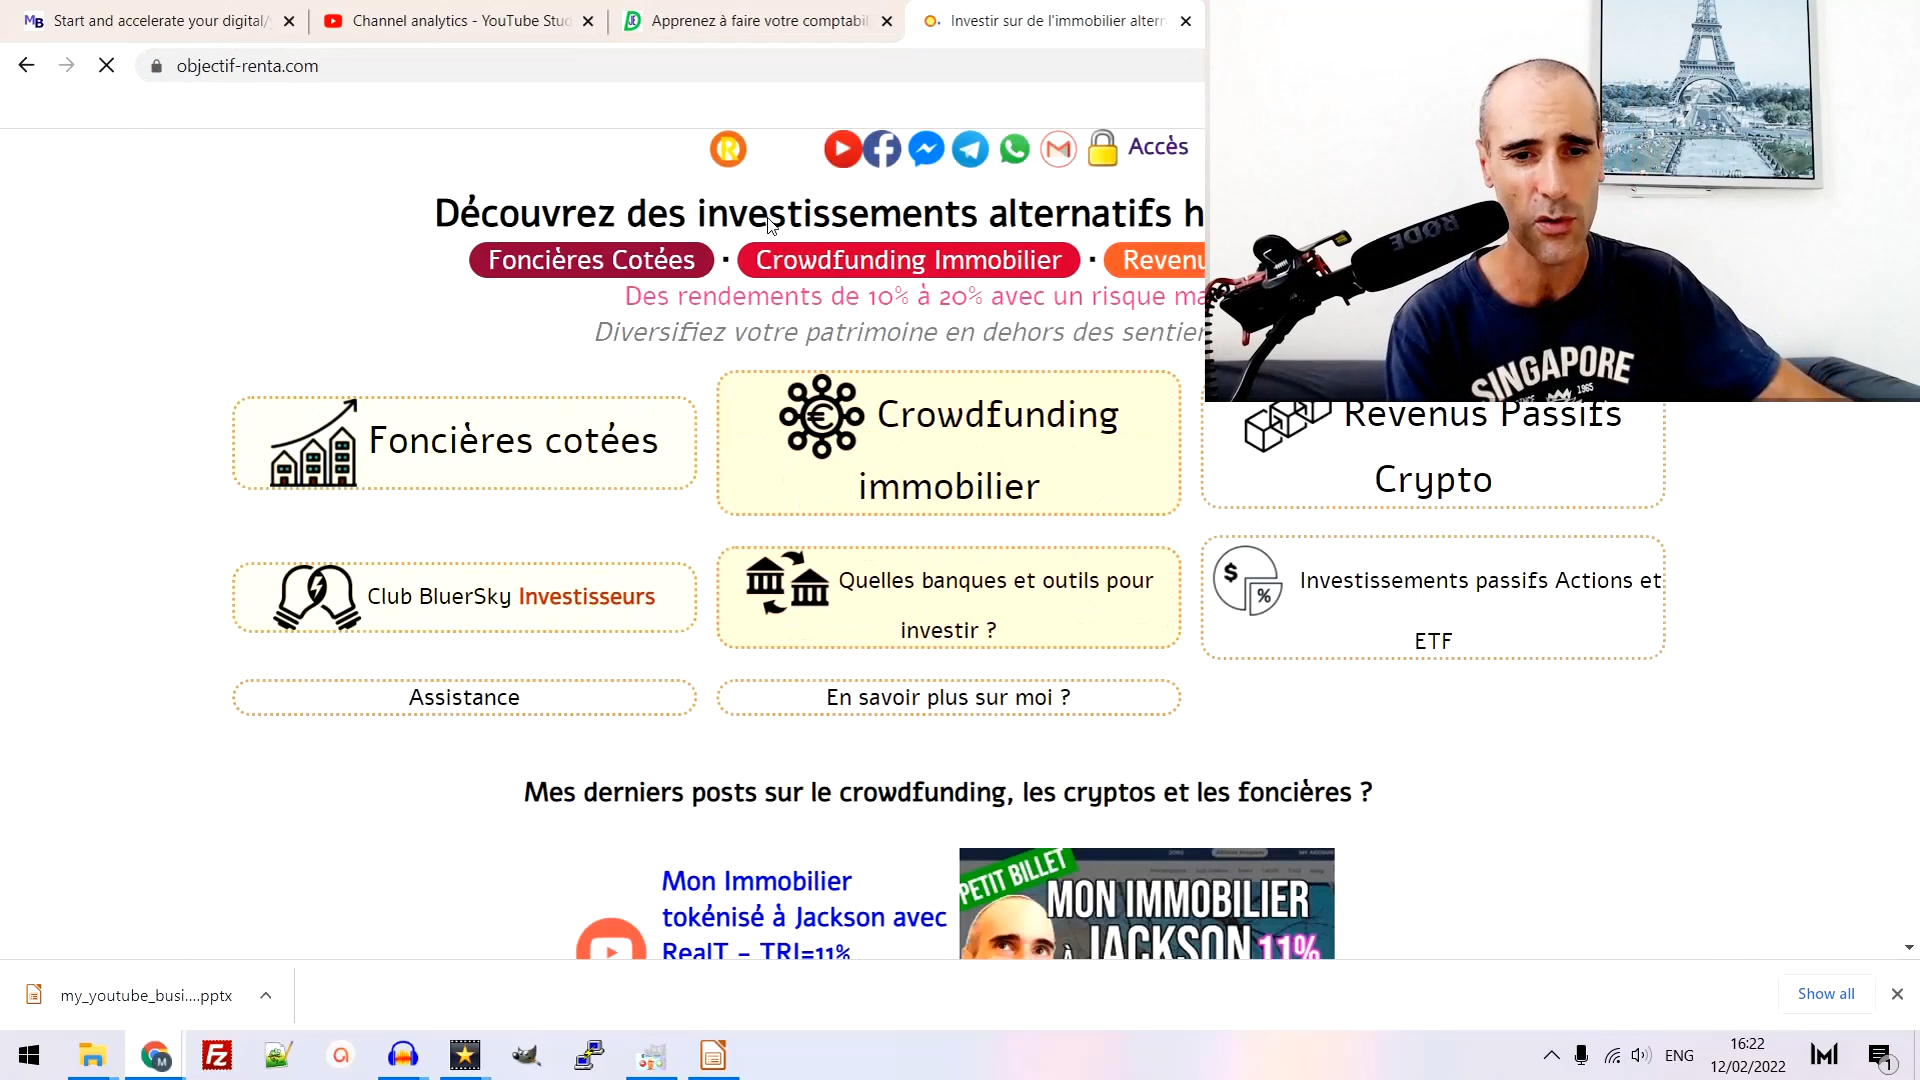 MB Start and accelerate your digital/
Channel analytics - YouTube Stud
Apprenez à faire votre comptabil
Investir sur de l'immobilier altern
objectif-renta.com
Accès
Découvrez des investissements alternatifs h
Foncières Cotées · Crowdfunding Immobilier · Revenu
Des rendements de 10% à 20% avec un risque ma
Diversifiez votre patrimoine en dehors des sentier
RØDE
SINGAPORE
SINCE 1965
Foncières cotées
Crowdfunding
immobilier
Revenus Passifs
Crypto
Club BluerSky Investisseurs
Quelles banques et outils pour
investir ?
Investissements passifs Actions et
ETF
Assistance
En savoir plus sur moi ?
Mes derniers posts sur le crowdfunding, les cryptos et les foncières ?
Mon Immobilier
tokénisé à Jackson avec
RealT - TRI=11%
PETIT BILLET
MON IMMOBILIER
À JACKSON 11%
my_youtube_busi....pptx
Show all
ENG
16:22
12/02/2022
1